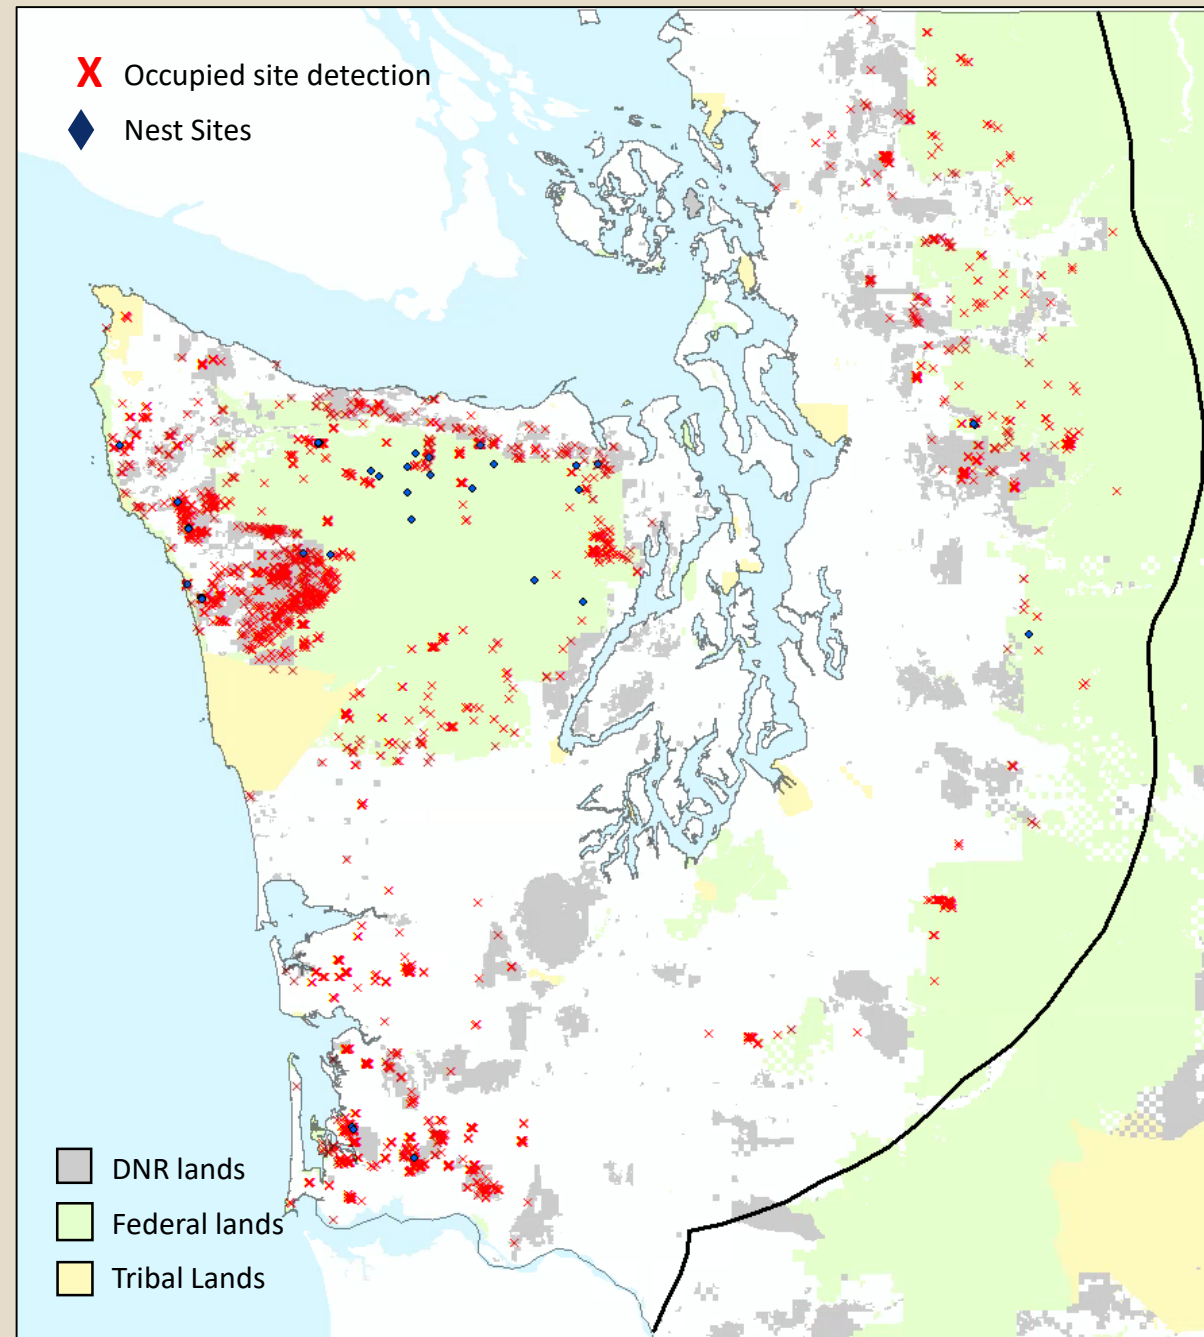 Occupied site detection
Nest Sites
DNR lands
Federal lands
Tribal Lands